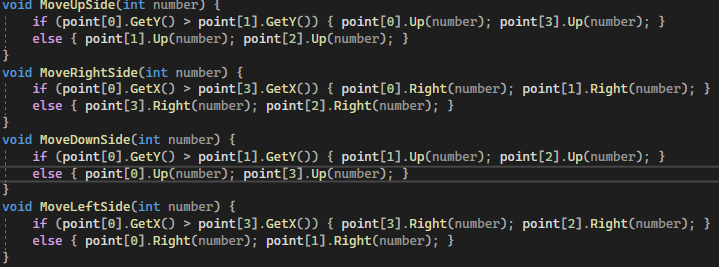 void MoveUpSide(int number) {
if (point[0].GetY() > point[1].GetY()) { point[0].Up(number); point[3].Up(number); }
else { point[1].Up(number); point[2].Up(number); }
}
void MoveRightSide(int number) {
if (point[0].GetX() > point[3].GetX()) { point[0].Right(number); point[1].Right(number); }
else { point[3].Right(number); point[2].Right(number); }
}
void MoveDownSide(int number) {
if (point[0].GetY() > point[1].GetY()) { point[1].Up(number); point[2].Up(number); }
else { point[0].Up(number); point[3].Up(number); }
}
void MoveLeftSide(int number) {
if (point[0].GetX() > point[3].GetX()) { point[3].Right(number); point[2].Right(number); }
else { point[0].Right(number); point[1].Right(number); }
}